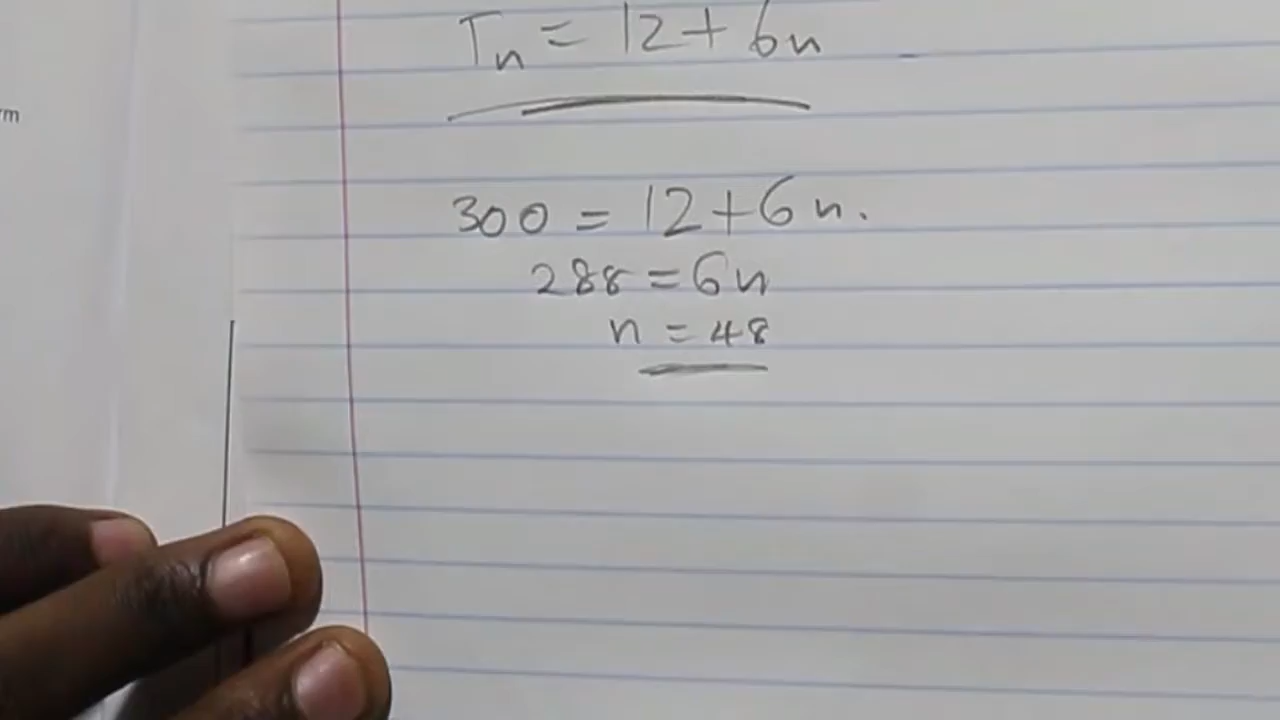 Tn = 12 + 6n
300 = 12 + 6n.
288 = 6n
n = 48